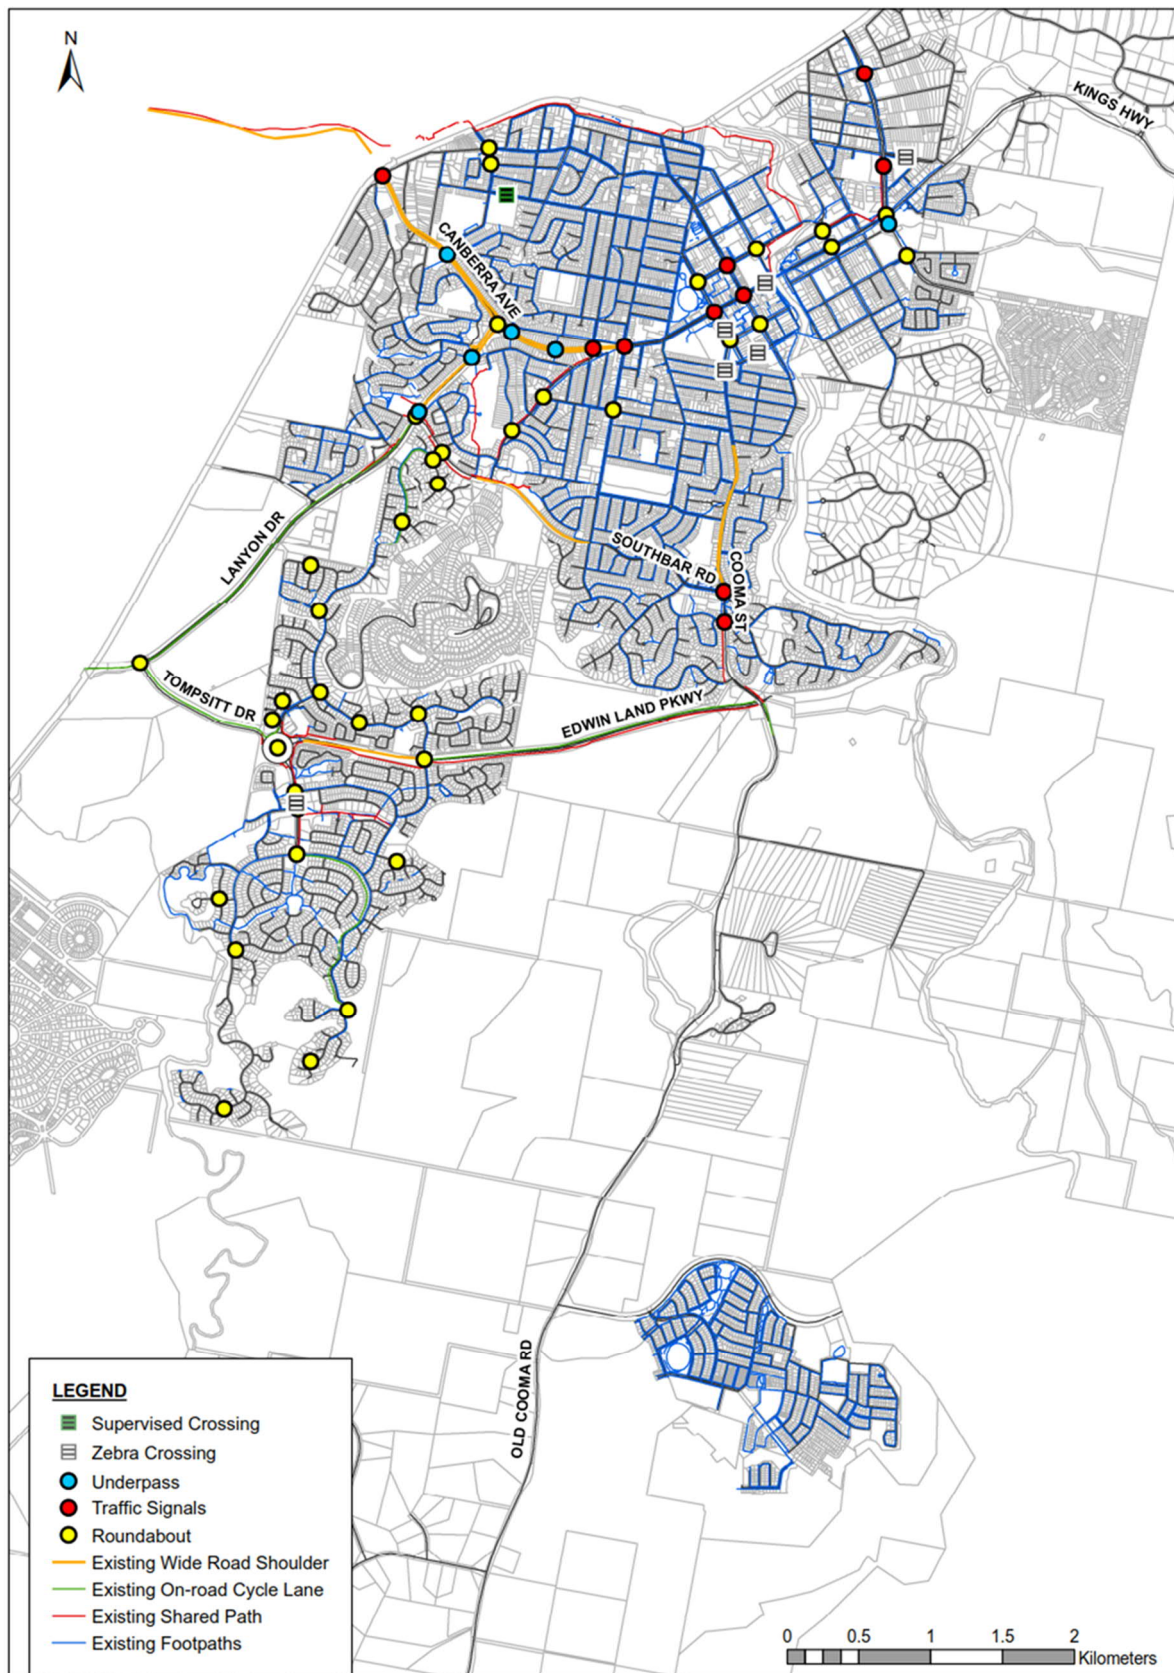 N
KINGS HWY
CANBERRA AVE
LANYON DR
SOUTHBAR RD
COOMA ST
TOMPSITT DR
EDWIN LAND PKWY
OLD COOMA RD
LEGEND
Supervised Crossing
Zebra Crossing
Underpass
Traffic Signals
Roundabout
Existing Wide Road Shoulder
Existing On-road Cycle Lane
Existing Shared Path
Existing Footpaths
0 0.5 1 1.5 2
Kilometers